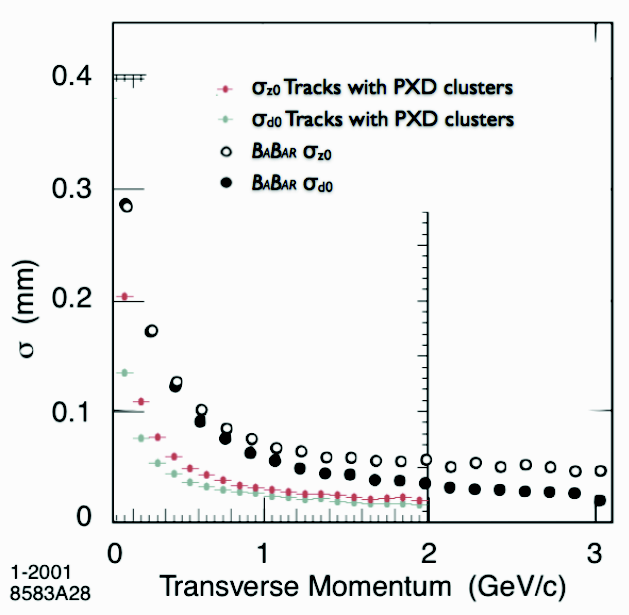 0.4
σz0 Tracks with PXD clusters
σd0 Tracks with PXD clusters
BABAR σz0
BABAR σd0
0.3
0.2
0.1
0
σ (mm)
0 1 2 3
Transverse Momentum (GeV/c)
1-2001
8583A28